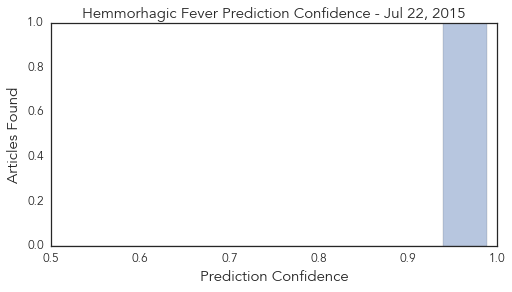 Hemmorhagic Fever Prediction Confidence - Jul 22, 2015
1.0
0.8
0.6
0.4
0.2
0.0
Articles Found
0.5 0.6 0.7 0.8 0.9 1.0
Prediction Confidence